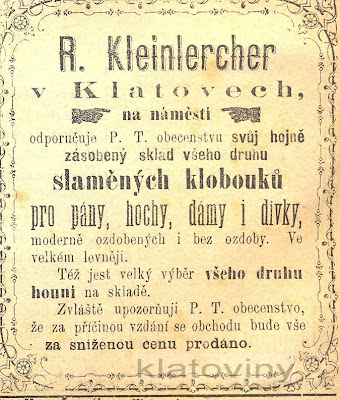 R. Kleinlercher
v Klatovech,
na náměstí
odporučuje P. T. obecenstvu svůj hojně
zásobený sklad všeho druhu
slaměných klobouků
pro pány, hochy, dámy i dívky,
moderně ozdobených i bez ozdoby. Ve
velkém levněji.
Též jest velký výběr všeho druhu
houní na skladě.
Zvláště upozorňuji P. T. obecenstvo,
že za příčinou vzdání se obchodu bude vše
za sníženou cenu prodáno.
klatoviny